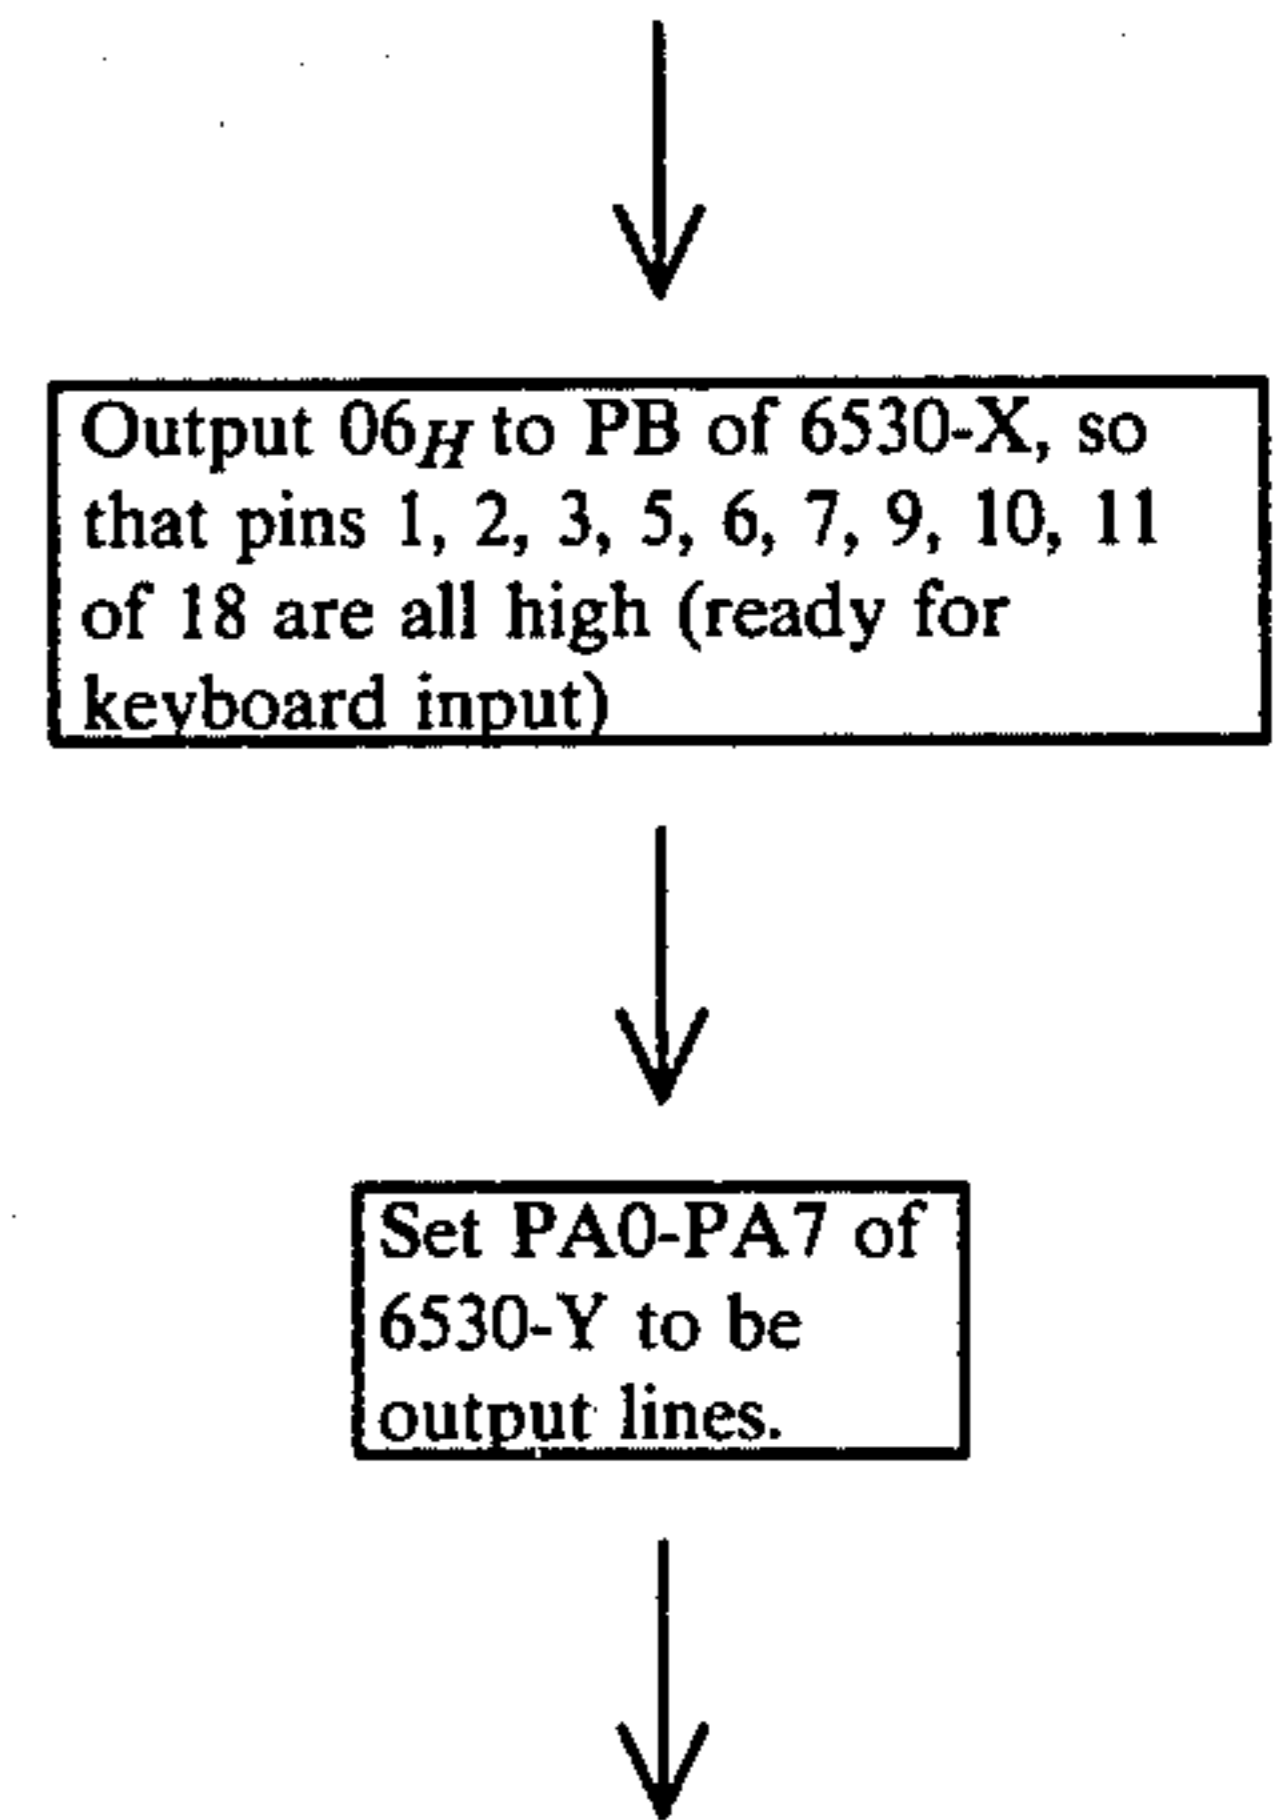 Output 06H to PB of 6530-X, so
that pins 1, 2, 3, 5, 6, 7, 9, 10, 11
of 18 are all high (ready for
keyboard input)
Set PA0-PA7 of
6530-Y to be
output lines.